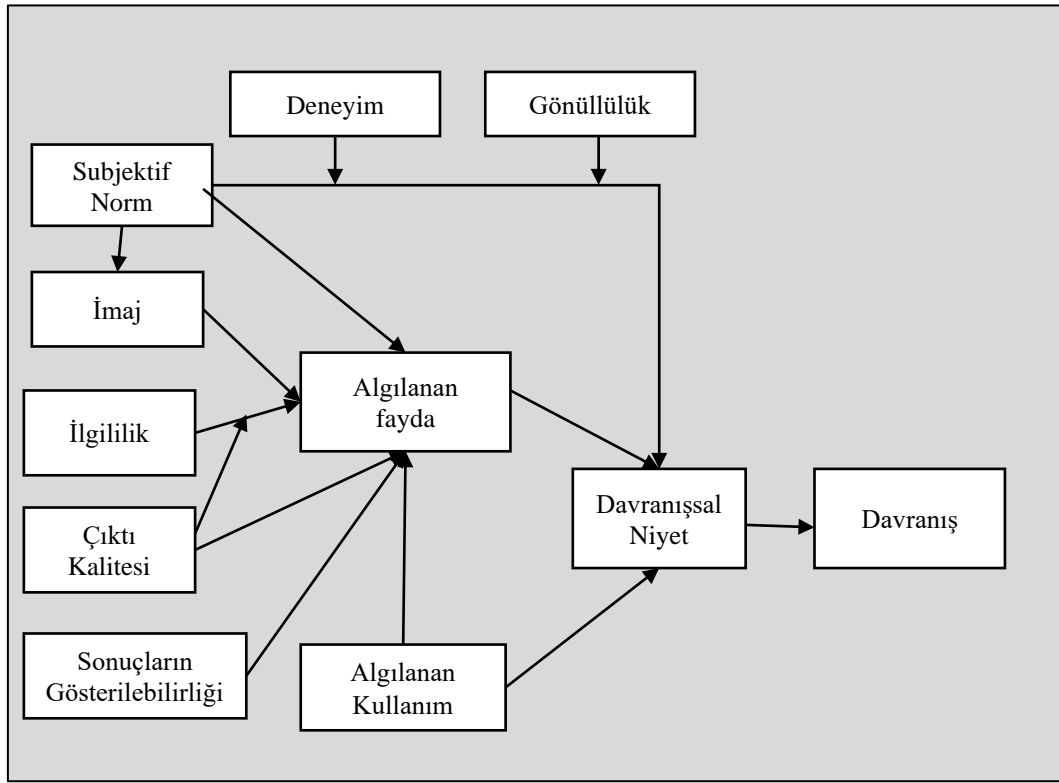 Deneyim
Gönüllülük
Subjektif
Norm
İmaj
Algılanan
fayda
İlgililik
Davranışsal
Niyet
Davranış
Çıktı
Kalitesi
Sonuçların
Gösterilebilirliği
Algılanan
Kullanım